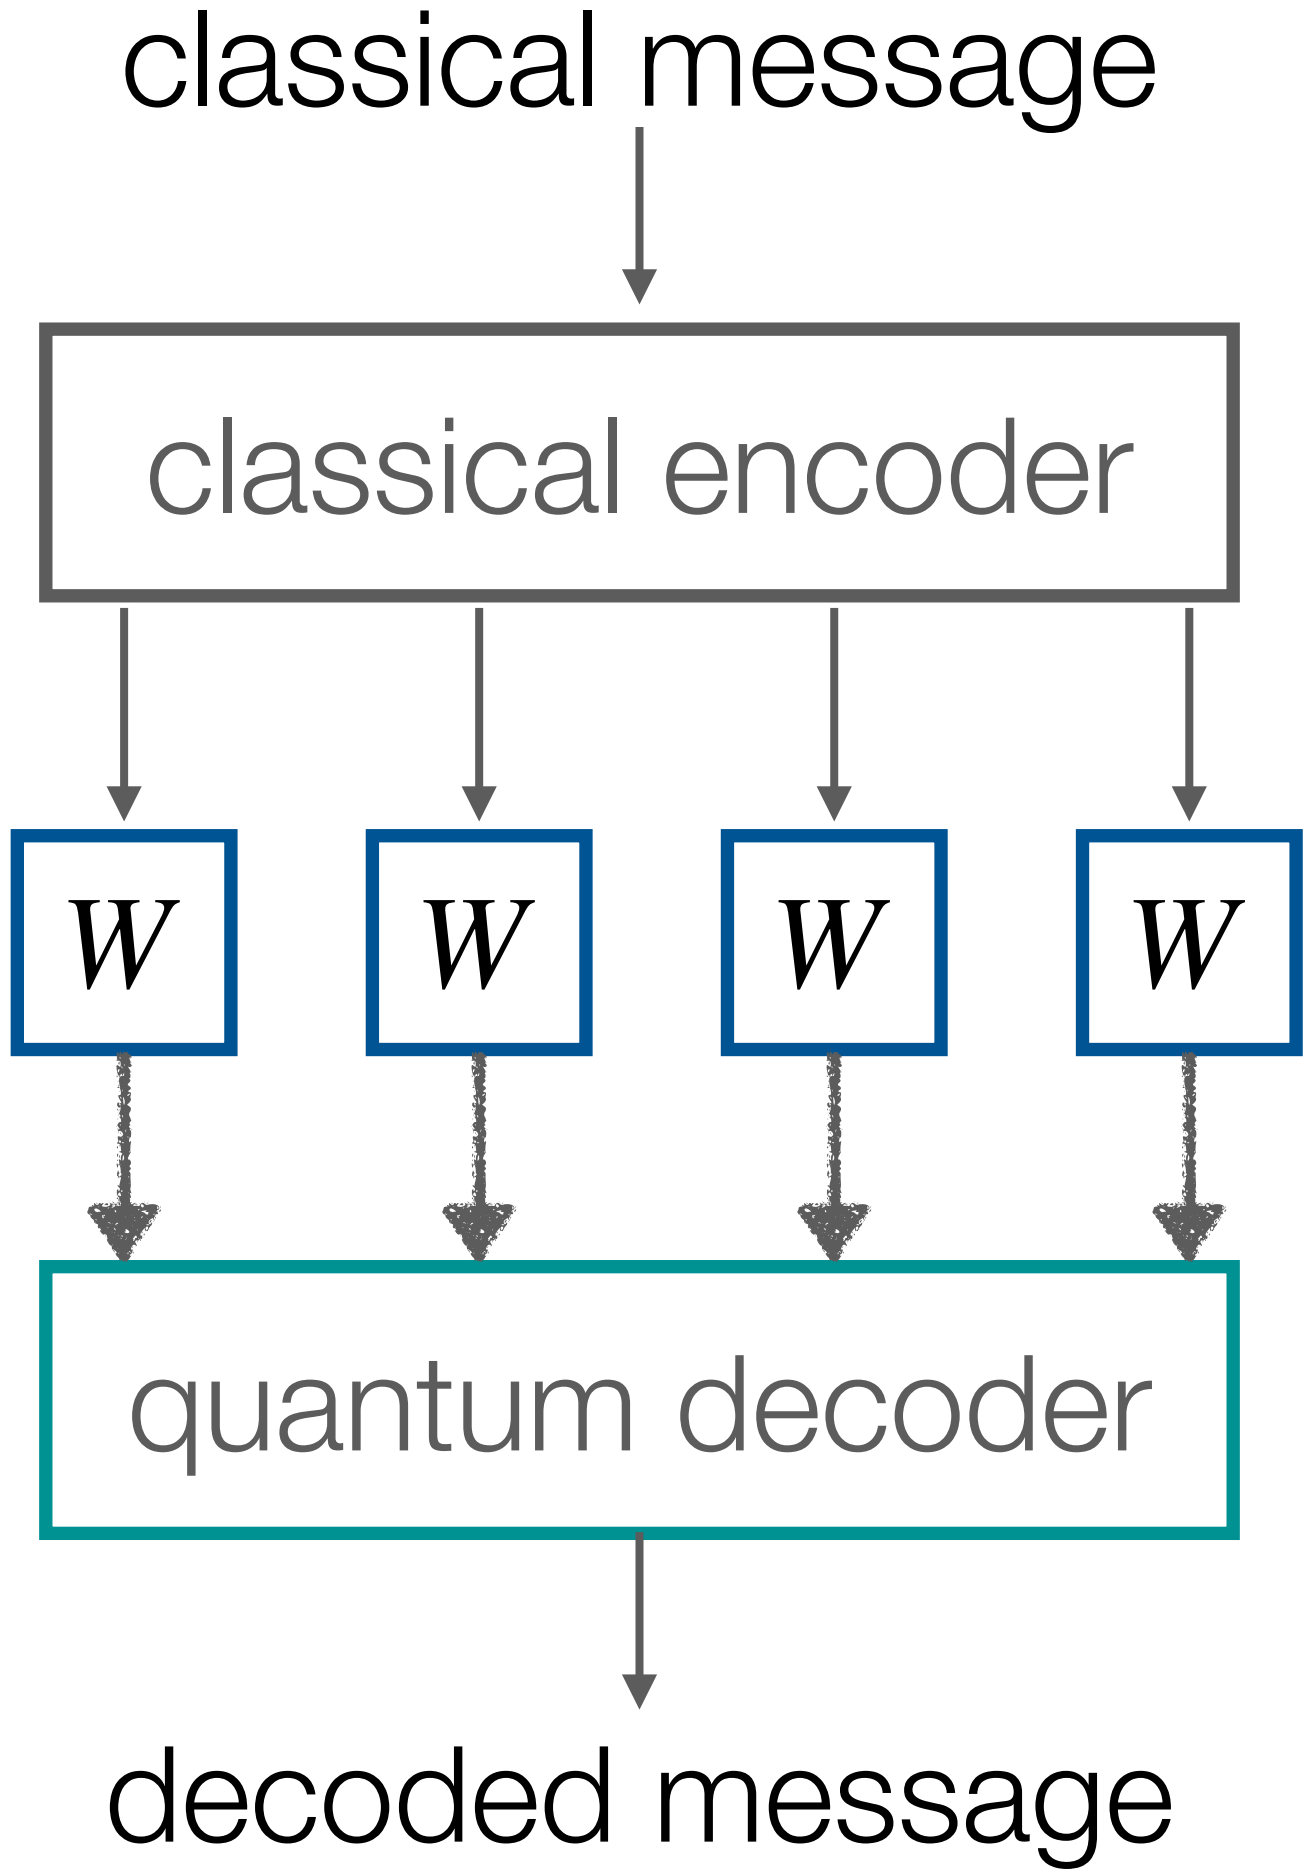 classical message
classical encoder
W W W W
quantum decoder
decoded message